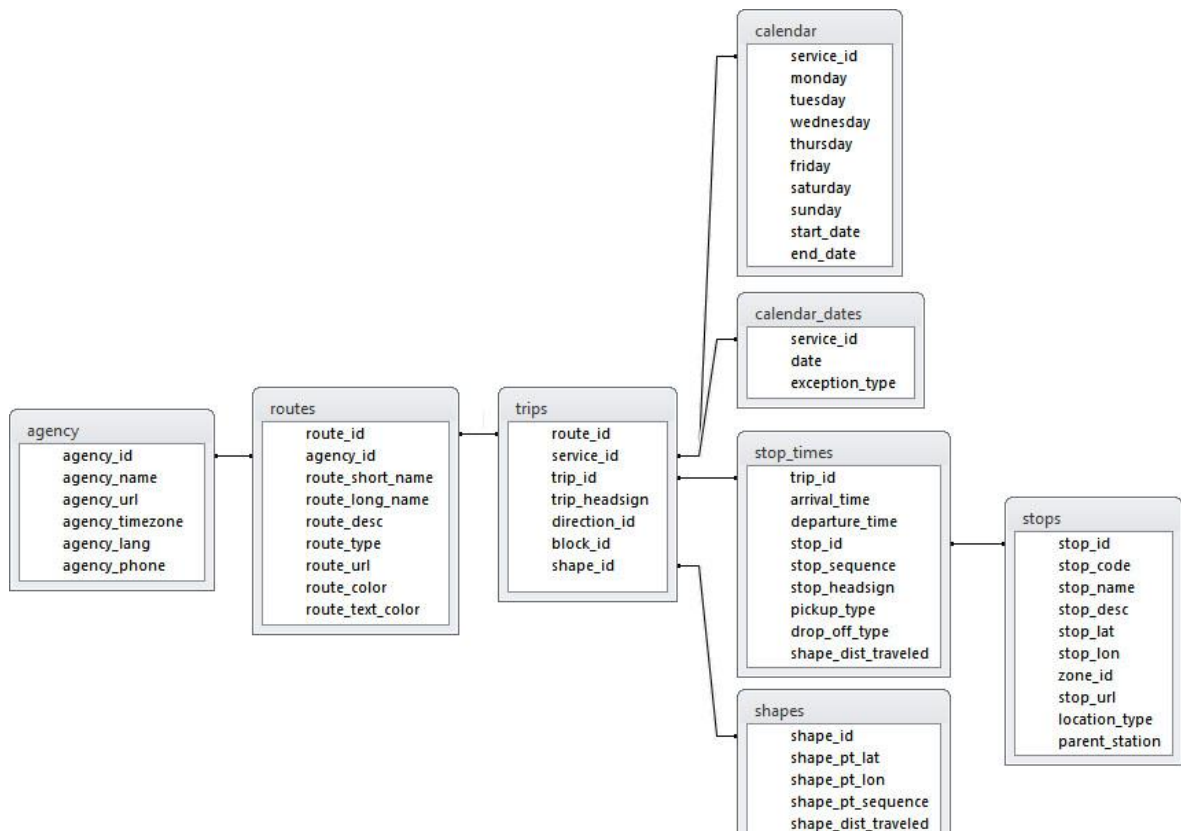 agency
agency_id
agency_name
agency_url
agency_timezone
agency_lang
agency_phone
routes
route_id
agency_id
route_short_name
route_long_name
route_desc
route_type
route_url
route_color
route_text_color
trips
route_id
service_id
trip_id
trip_headsign
direction_id
block_id
shape_id
calendar
service_id
monday
tuesday
wednesday
thursday
friday
saturday
sunday
start_date
end_date
calendar_dates
service_id
date
exception_type
stop_times
trip_id
arrival_time
departure_time
stop_id
stop_sequence
stop_headsign
pickup_type
drop_off_type
shape_dist_traveled
shapes
shape_id
shape_pt_lat
shape_pt_lon
shape_pt_sequence
shape_dist_traveled
stops
stop_id
stop_code
stop_name
stop_desc
stop_lat
stop_lon
zone_id
stop_url
location_type
parent_station